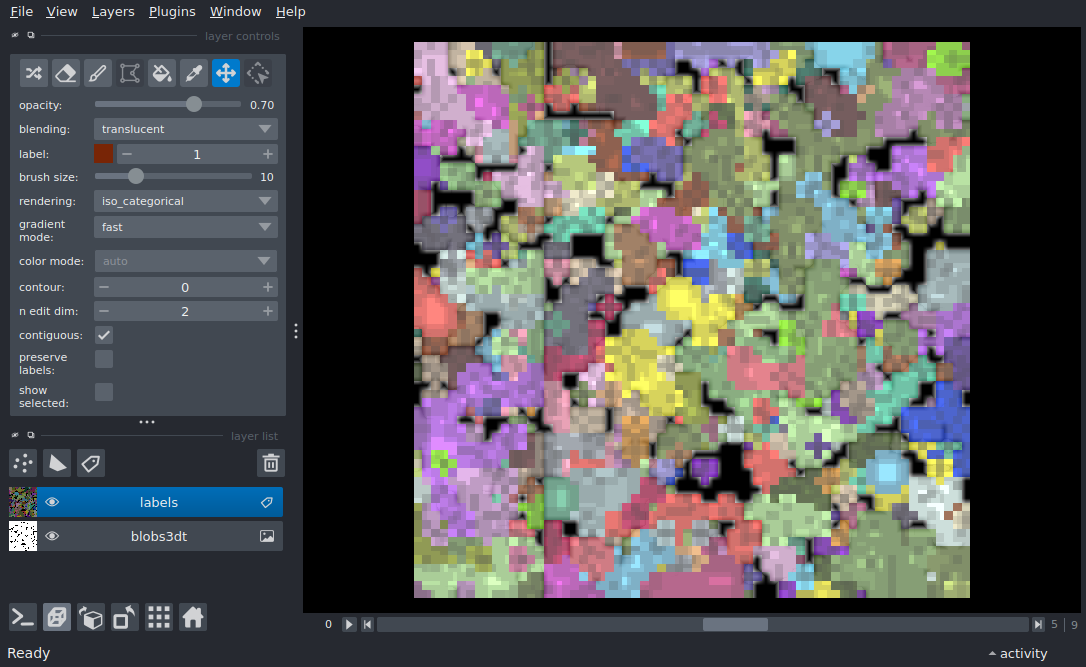 File View Layers Plugins Window Help
layer controls
opacity: 0.70
blending: translucent
label: 1
brush size: 10
rendering: iso_categorical
gradient
mode: fast
color mode: auto
contour: 0
n edit dim: 2
contiguous:
preserve
labels:
show
selected:
layer list
labels
blobs3dt
0 5 9
Ready activity